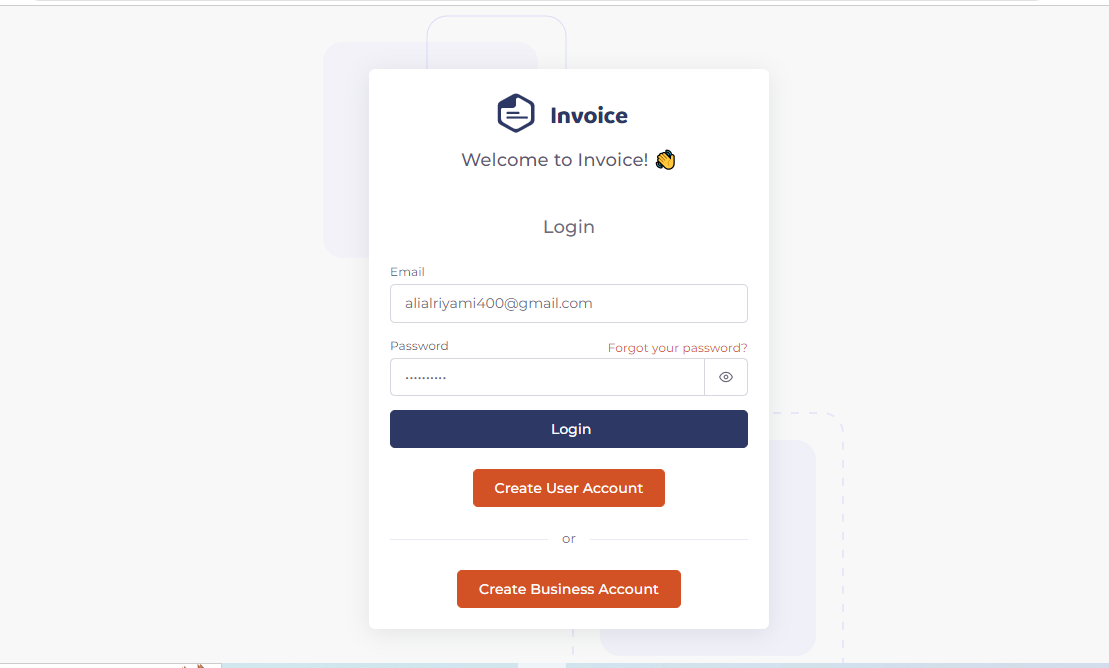 Invoice
Welcome to Invoice! 👋
Login
Email
alialriyami400@gmail.com
Password Forgot your password?
••••••••••
Login
Create User Account
or
Create Business Account